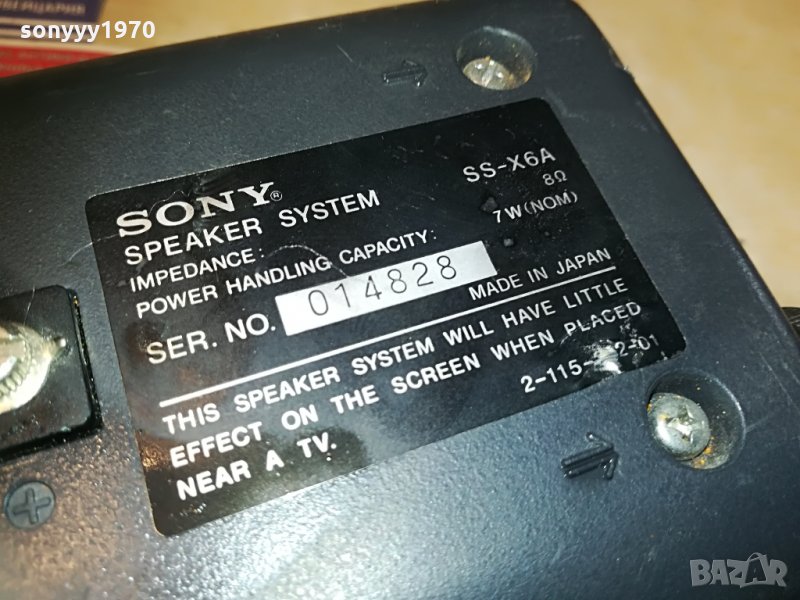 sonyyy1970
SONY®
SPEAKER SYSTEM SS-X6A
IMPEDANCE: 8Ω
POWER HANDLING CAPACITY: 7W(NOM)
SER. NO. 014828 MADE IN JAPAN
THIS SPEAKER SYSTEM WILL HAVE LITTLE
EFFECT ON THE SCREEN WHEN PLACED
NEAR A TV.
BAZAR